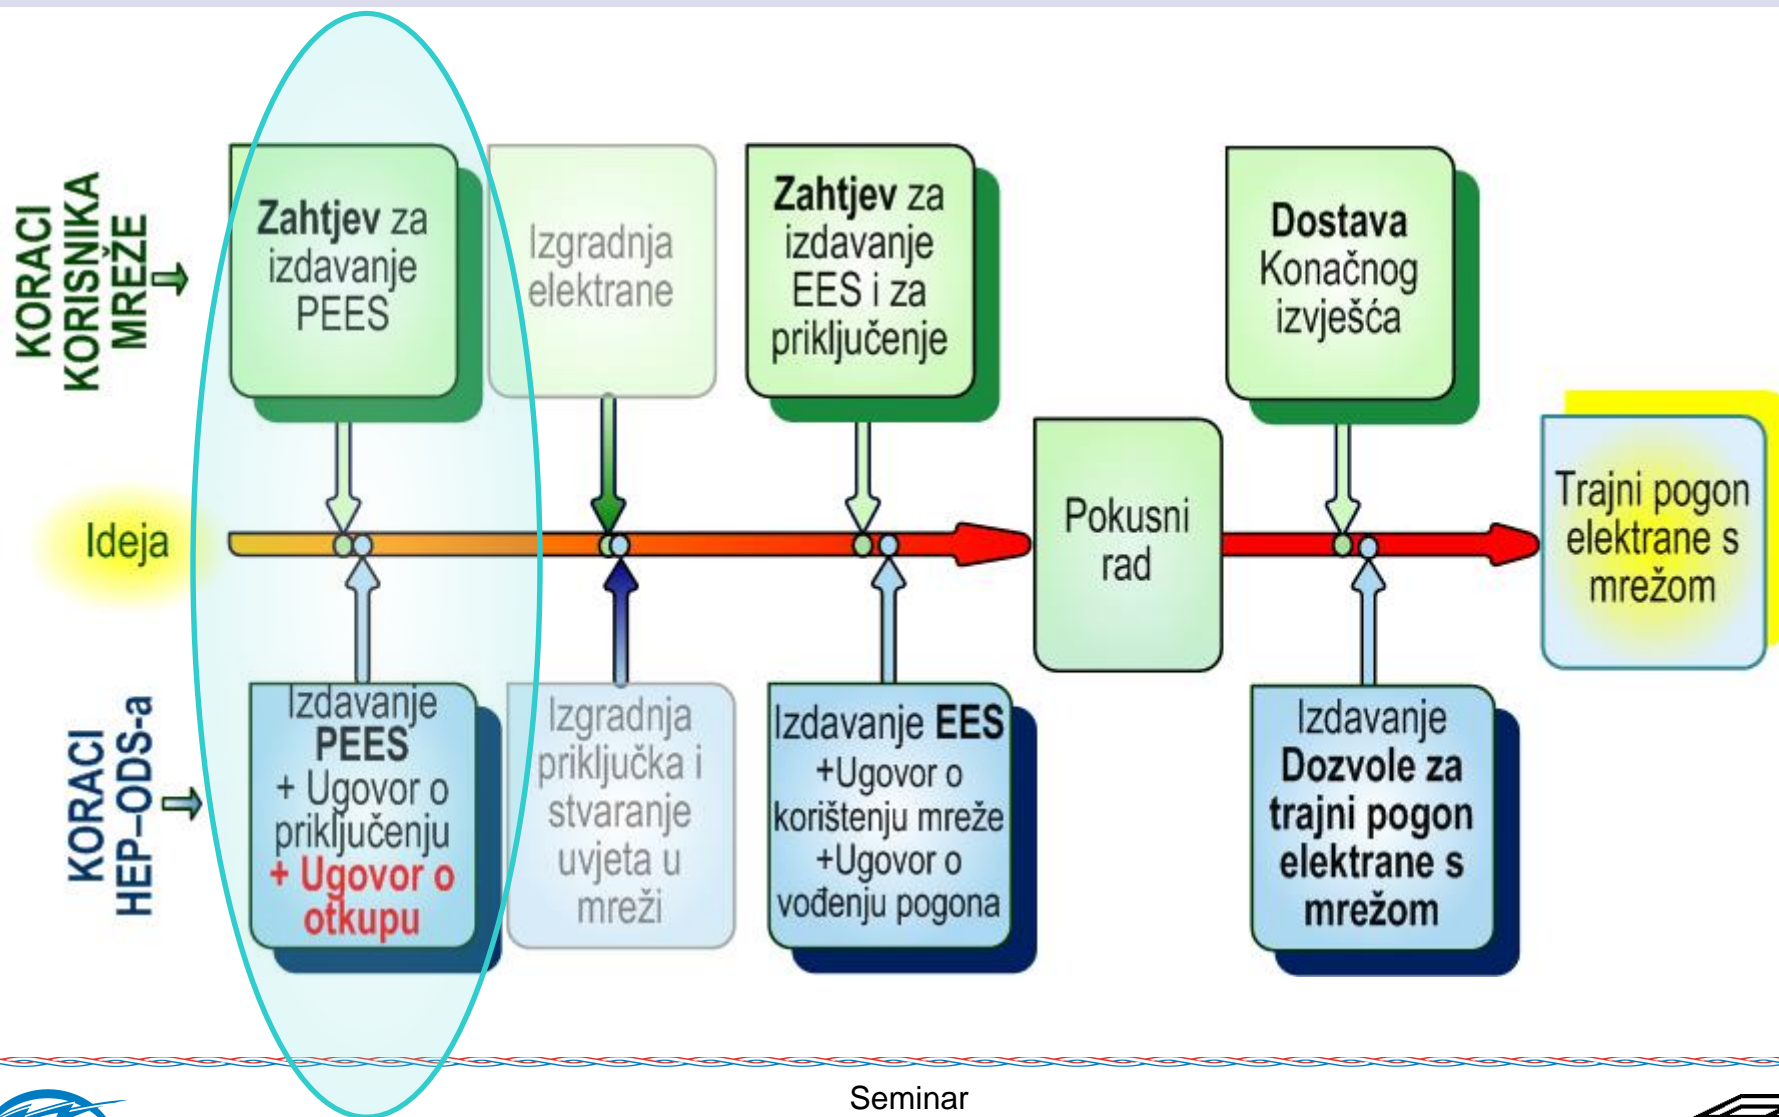 KORACI
KORISNIKA
MREŽE
Zahtjev za
izdavanje
PEES
Izgradnja
elektrane
Zahtjev za
izdavanje
EES i za
priključenje
Dostava
Konačnog
izvješća
Ideja
Pokusni
rad
Trajni pogon
elektrane s
mrežom
KORACI
HEP–ODS-a
Izdavanje
PEES
+ Ugovor o
priključenju
+ Ugovor o
otkupu
Izgradnja
priključka i
stvaranje
uvjeta u
mreži
Izdavanje EES
+Ugovor o
korištenju mreže
+Ugovor o
vođenju pogona
Izdavanje
Dozvole za
trajni pogon
elektrane s
mrežom
Seminar